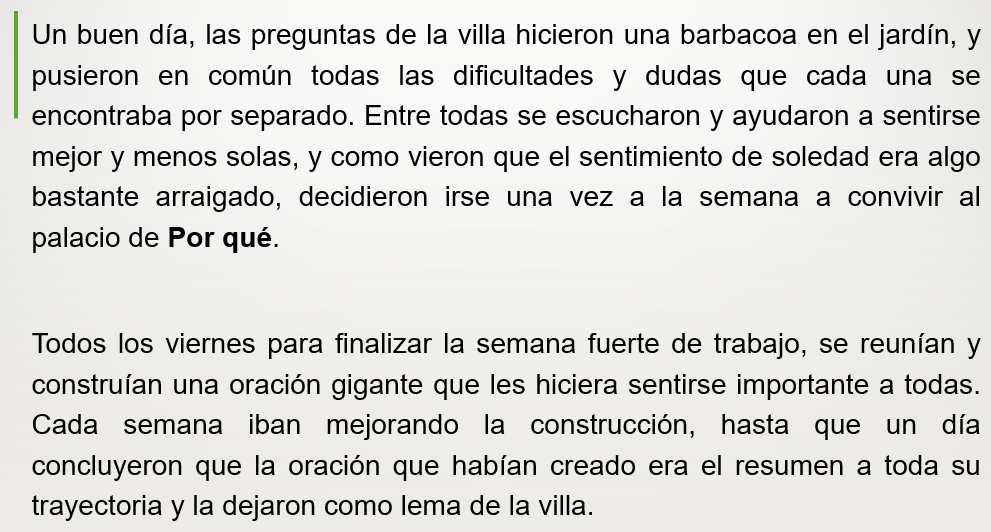 Un buen día, las preguntas de la villa hicieron una barbacoa en el jardín, y
pusieron en común todas las dificultades y dudas que cada una se
encontraba por separado. Entre todas se escucharon y ayudaron a sentirse
mejor y menos solas, y como vieron que el sentimiento de soledad era algo
bastante arraigado, decidieron irse una vez a la semana a convivir al
palacio de Por qué.
Todos los viernes para finalizar la semana fuerte de trabajo, se reunían y
construían una oración gigante que les hiciera sentirse importante a todas.
Cada semana iban mejorando la construcción, hasta que un día
concluyeron que la oración que habían creado era el resumen a toda su
trayectoria y la dejaron como lema de la villa.